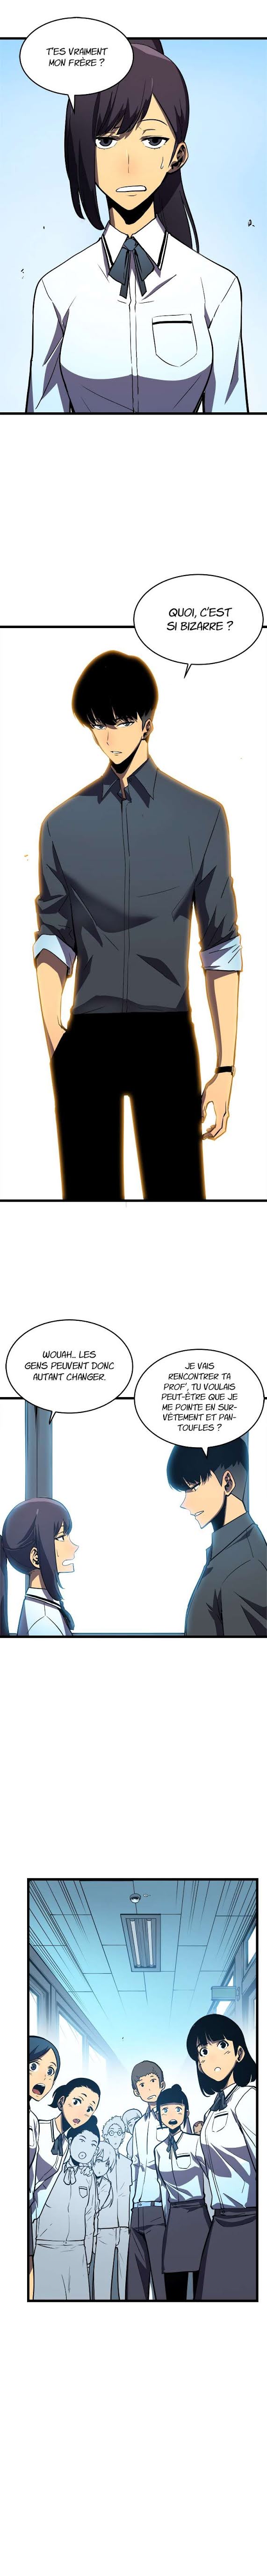 T'ES VRAIMENT
MON FRÈRE ?
QUOI, C'EST
SI BIZARRE ?
WOUAH... LES
GENS PEUVENT DONC
AUTANT CHANGER.
JE VAIS
RENCONTRER TA
PROF', TU VOULAIS
PEUT-ÊTRE QUE JE
ME POINTE EN SUR-
VÊTEMENT ET PAN-
TOUFLES ?